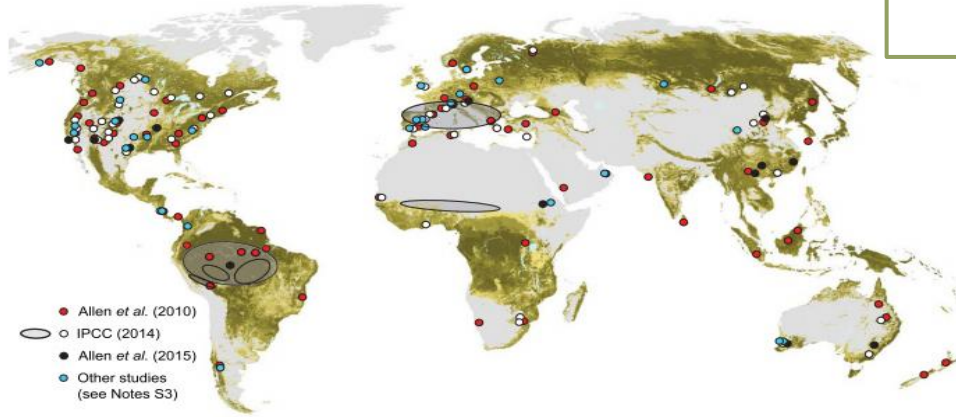 Allen et al. (2010)
IPCC (2014)
Allen et al. (2015)
Other studies
(see Notes S3)